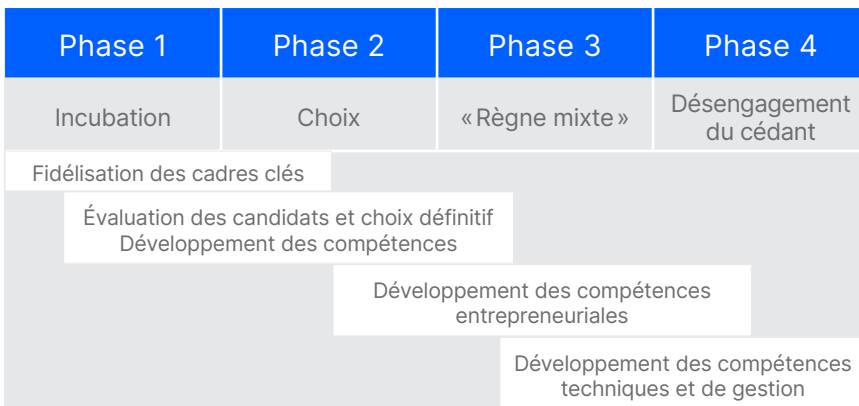 Phase 1
Phase 2
Phase 3
Phase 4
Incubation
Choix
«Règne mixte»
Désengagement
du cédant
Fidélisation des cadres clés
Évaluation des candidats et choix définitif
Développement des compétences
Développement des compétences
entrepreneuriales
Développement des compétences
techniques et de gestion